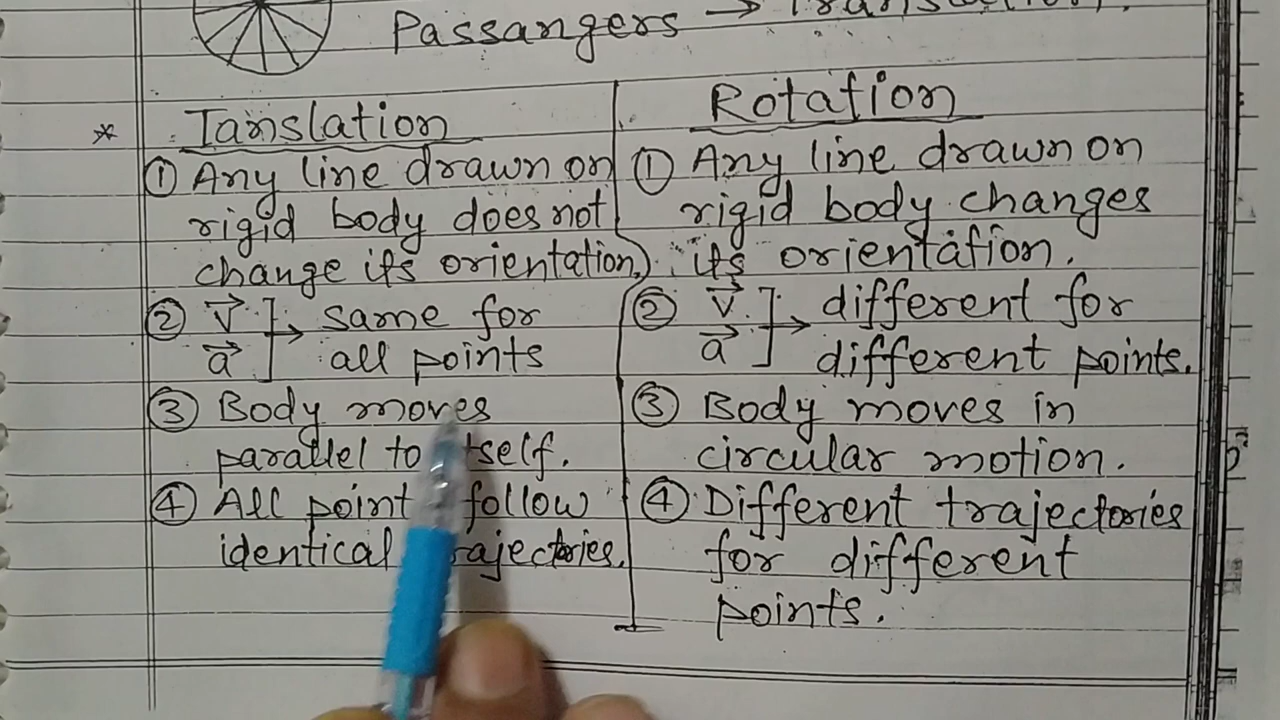 Passangers → Translation.
* Tanslation
① Any line drawn on
rigid body does not
change its orientation.
② v⃗ ] → same for
a⃗ ] all points
③ Body moves
parallel to itself.
④ All point follow
identical trajectories.
Rotation
① Any line drawn on
rigid body changes
its orientation.
② v⃗ ] → different for
a⃗ ] different points.
③ Body moves in
circular motion.
④ Different trajectories
for different
points.